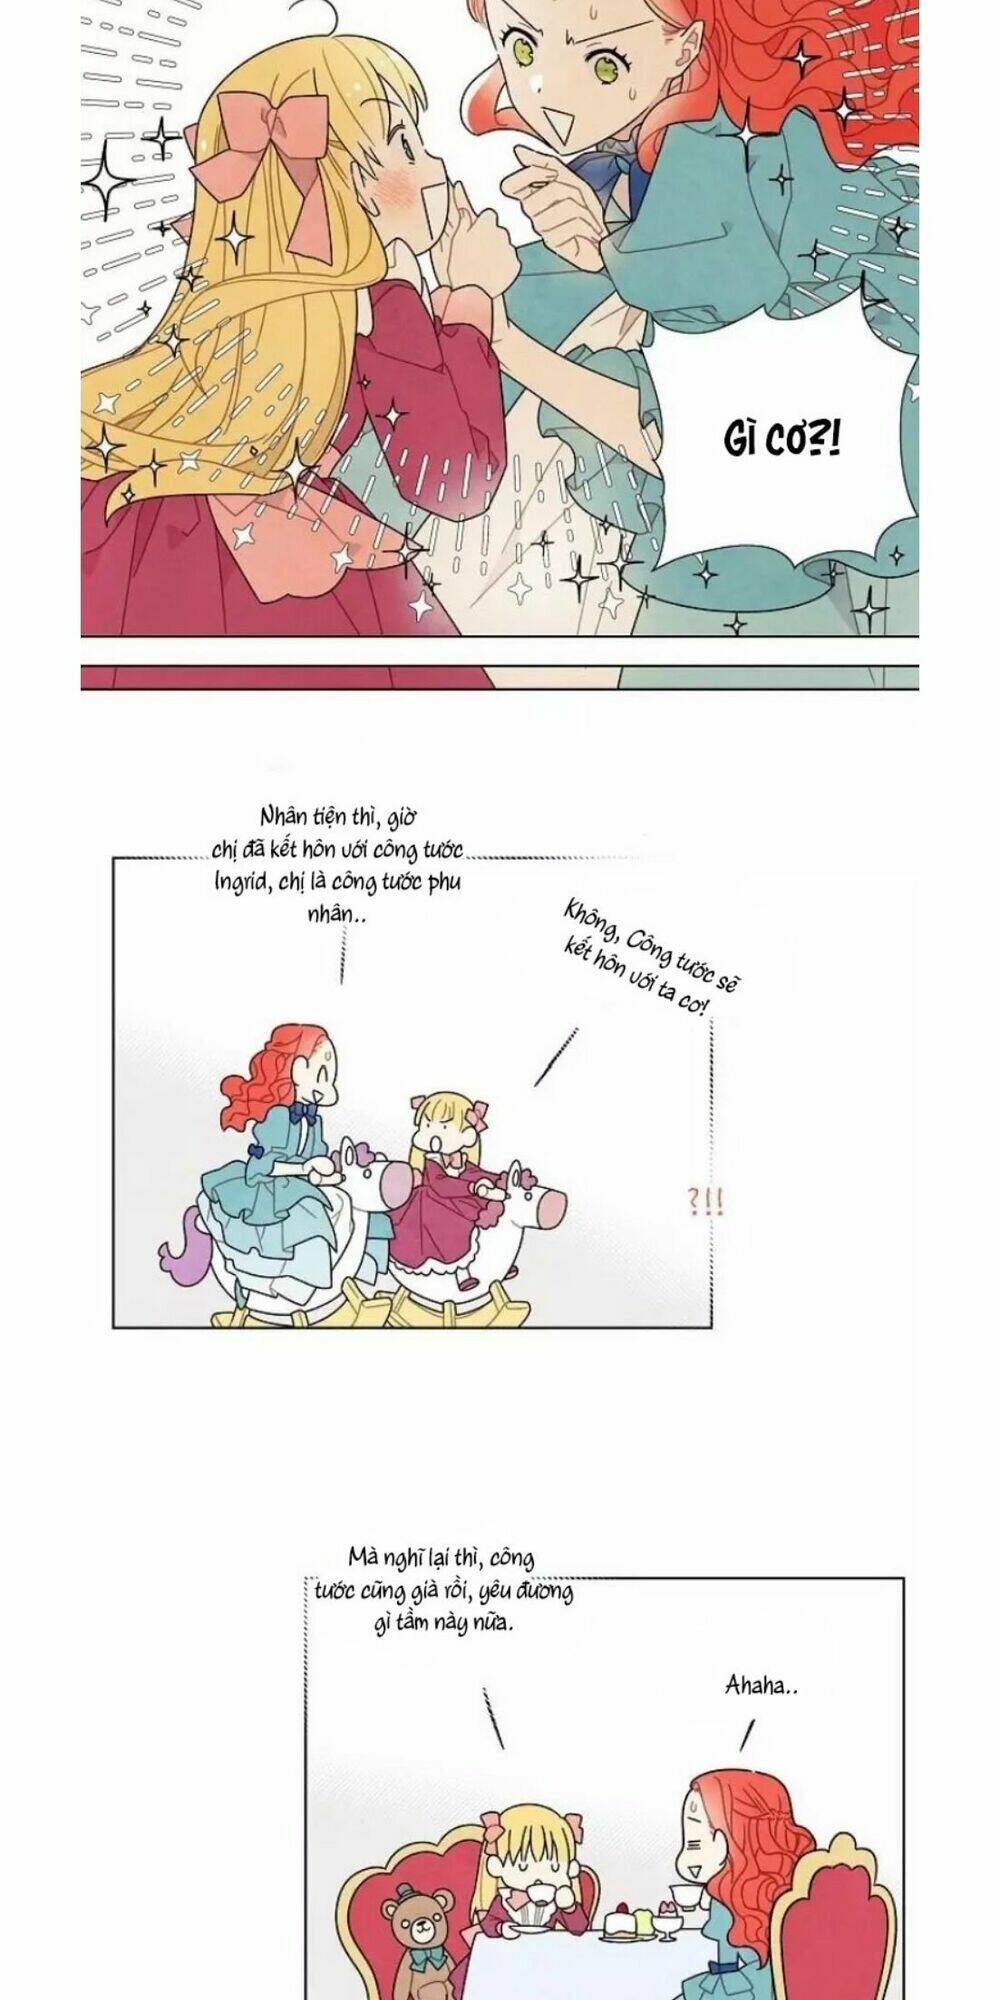 Gì cơ?!
Nhân tiện thì, giờ
chị đã kết hôn với công tước
Ingrid, chị là công tước phu
nhân..
Không, Công tước sẽ
kết hôn với ta cơ!
?!!
Mà nghĩ lại thì, công
tước cũng già rồi, yêu đương
gì tầm này nữa.
Ahaha..